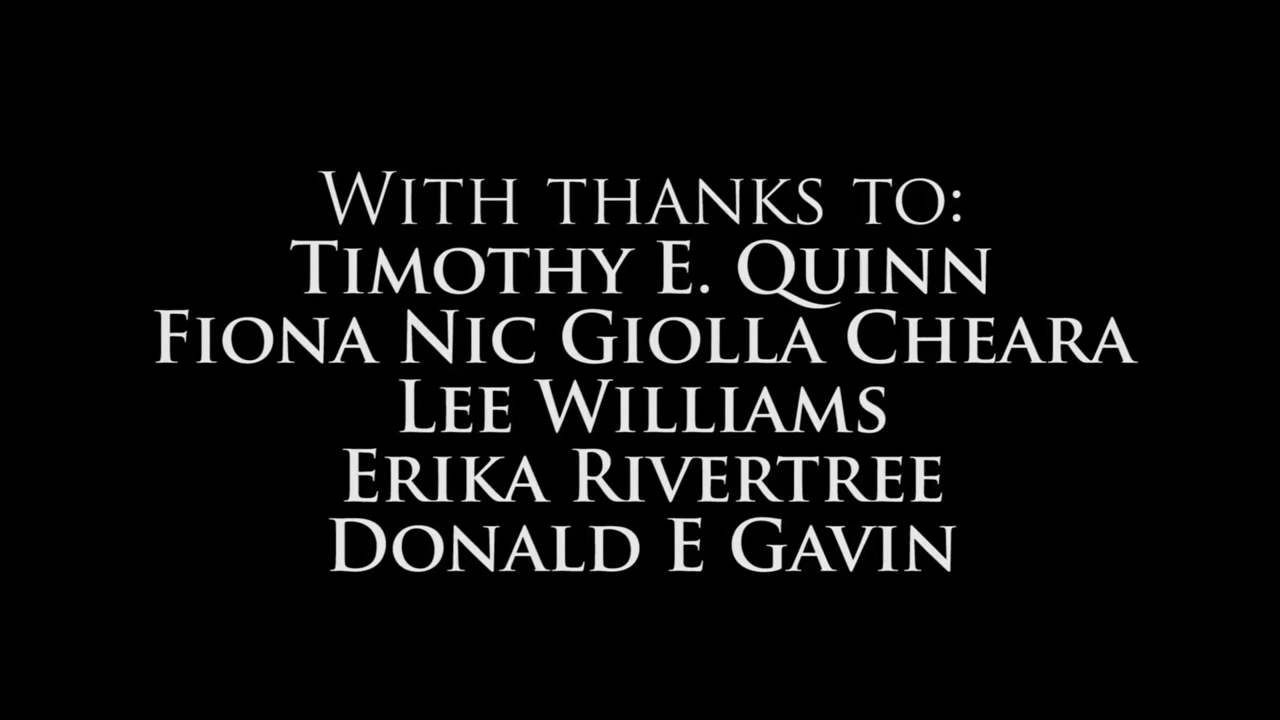 With thanks to:
Timothy E. Quinn
Fiona Nic Giolla Cheara
Lee Williams
Erika Rivertree
Donald E Gavin